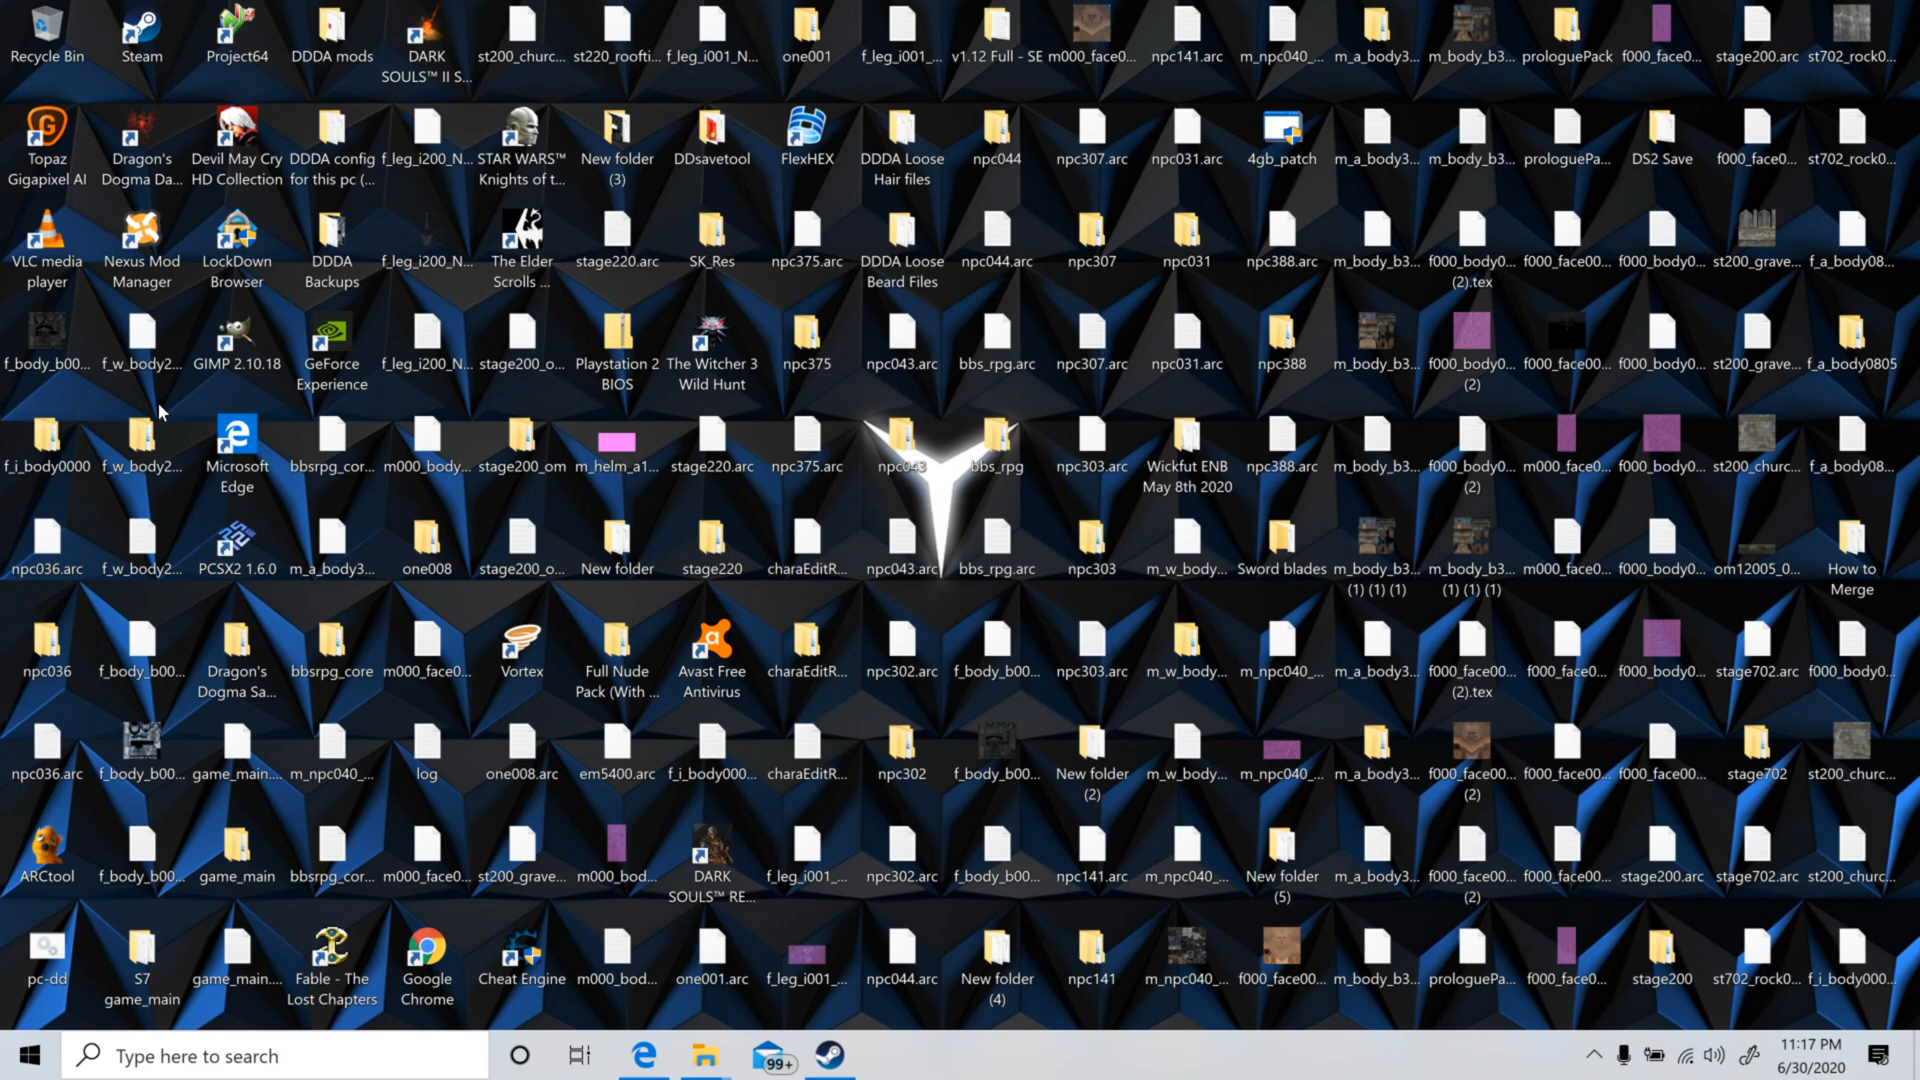 Recycle Bin
Steam
Project64
DDDA mods
DARK
SOULS™ II S...
st200_churc...
st220_roofti...
f_leg_i001_N...
one001
f_leg_i001_...
v1.12 Full - SE
m000_face0...
npc141.arc
m_npc040_...
m_a_body3...
m_body_b3...
prologuePack
f000_face0...
stage200.arc
st702_rock0...
Topaz
Gigapixel AI
Dragon's
Dogma Da...
Devil May Cry
HD Collection
DDDA config
for this pc (...
f_leg_i200_N...
STAR WARS™
Knights of t...
New folder
(3)
DDsavetool
FlexHEX
DDDA Loose
Hair files
npc044
npc307.arc
npc031.arc
4gb_patch
m_a_body3...
m_body_b3...
prologuePa...
DS2 Save
f000_face0...
st702_rock0...
VLC media
player
Nexus Mod
Manager
LockDown
Browser
DDDA
Backups
f_leg_i200_N...
The Elder
Scrolls ...
stage220.arc
SK_Res
npc375.arc
DDDA Loose
Beard Files
npc044.arc
npc307
npc031
npc388.arc
m_body_b3...
f000_body0...
(2).tex
f000_face00...
f000_body0...
st200_grave...
f_a_body08...
f_body_b00...
f_w_body2...
GIMP 2.10.18
GeForce
Experience
f_leg_i200_N...
stage200_o...
Playstation 2
BIOS
The Witcher 3
Wild Hunt
npc375
npc043.arc
bbs_rpg.arc
npc307.arc
npc031.arc
npc388
m_body_b3...
f000_body0...
(2)
f000_face00...
f000_body0...
st200_grave...
f_a_body0805
f_i_body0000
f_w_body2...
Microsoft
Edge
bbsrpg_cor...
m000_body...
stage200_om
m_helm_a1...
stage220.arc
npc375.arc
npc043
bbs_rpg
npc303.arc
Wickfut ENB
May 8th 2020
npc388.arc
m_body_b3...
f000_body0...
(2)
m000_face0...
f000_body0...
st200_churc...
f_a_body08...
npc036.arc
f_w_body2...
PCSX2 1.6.0
m_a_body3...
one008
stage200_o...
New folder
stage220
charaEditR...
npc043.arc
bbs_rpg.arc
npc303
m_w_body...
Sword blades
m_body_b3...
(1) (1) (1)
m_body_b3...
(1) (1) (1)
m000_face0...
f000_body0...
om12005_0...
How to
Merge
npc036
f_body_b00...
Dragon's
Dogma Sa...
bbsrpg_core
m000_face0...
Vortex
Full Nude
Pack (With ...
Avast Free
Antivirus
charaEditR...
npc302.arc
f_body_b00...
npc303.arc
m_w_body...
m_npc040_...
m_a_body3...
f000_face00...
(2).tex
f000_face00...
f000_body0...
stage702.arc
f000_body0...
npc036.arc
f_body_b00...
game_main....
m_npc040_...
log
one008.arc
em5400.arc
f_i_body000...
charaEditR...
npc302
f_body_b00...
New folder
(2)
m_w_body...
m_npc040_...
m_a_body3...
f000_face00...
(2)
f000_face00...
f000_face00...
stage702
st200_churc...
ARCtool
f_body_b00...
game_main
bbsrpg_cor...
m000_face0...
st200_grave...
m000_bod...
DARK
SOULS™ RE...
f_leg_i001_...
npc302.arc
f_body_b00...
npc141.arc
m_npc040_...
New folder
(5)
m_a_body3...
f000_face00...
(2)
f000_face00...
stage200.arc
stage702.arc
st200_churc...
pc-dd
S7
game_main
game_main....
Fable - The
Lost Chapters
Google
Chrome
Cheat Engine
m000_bod...
one001.arc
f_leg_i001_...
npc044.arc
New folder
(4)
npc141
m_npc040_...
f000_face00...
m_body_b3...
prologuePa...
f000_face0...
stage200
st702_rock0...
f_i_body000...
Type here to search
99+
11:17 PM
6/30/2020